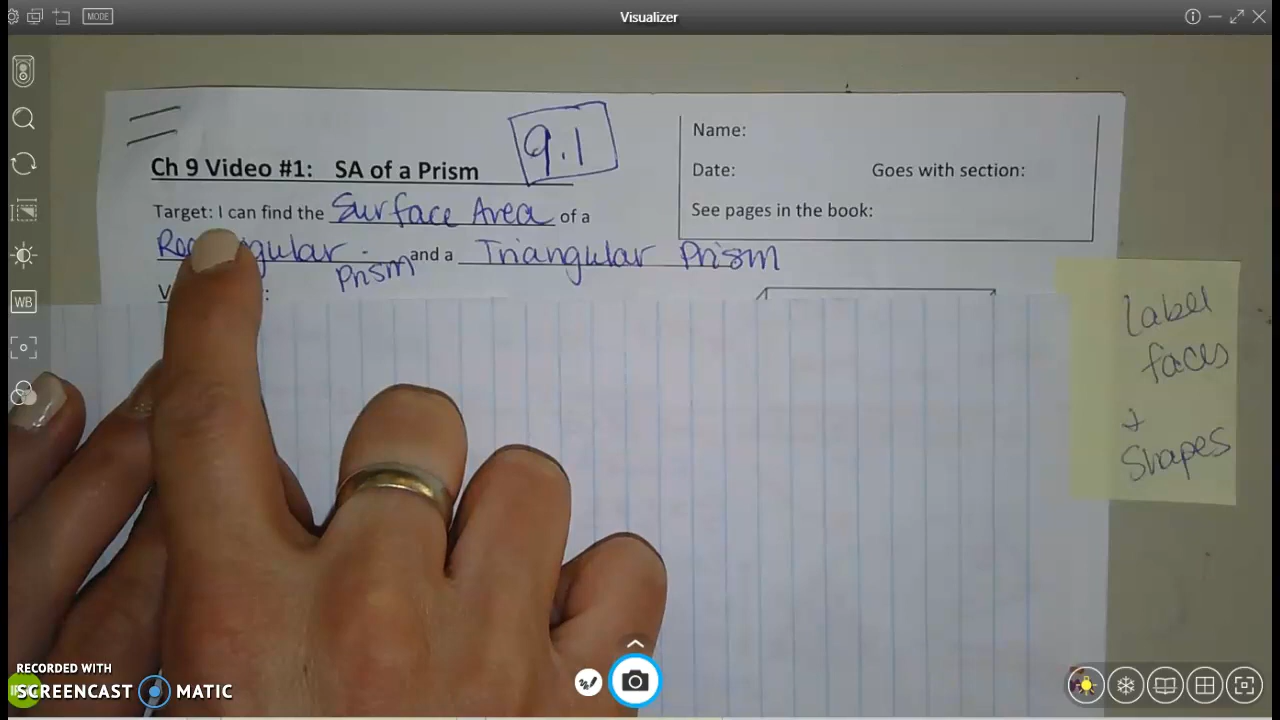 Visualizer
MODE
9.1
Name:
Ch 9 Video #1: SA of a Prism
Date: Goes with section:
Target: I can find the Surface Area of a
See pages in the book:
and a Triangular Prism
Prism
WB
Label
faces
+
Shapes
RECORDED WITH
SCREENCAST MATIC